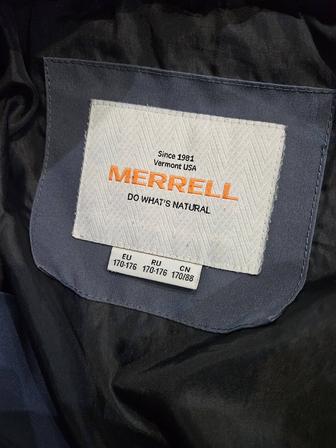 Since 1981
Vermont USA
MERRELL
DO WHAT'S NATURAL
EU RU CN
170-176 170-176 170/88